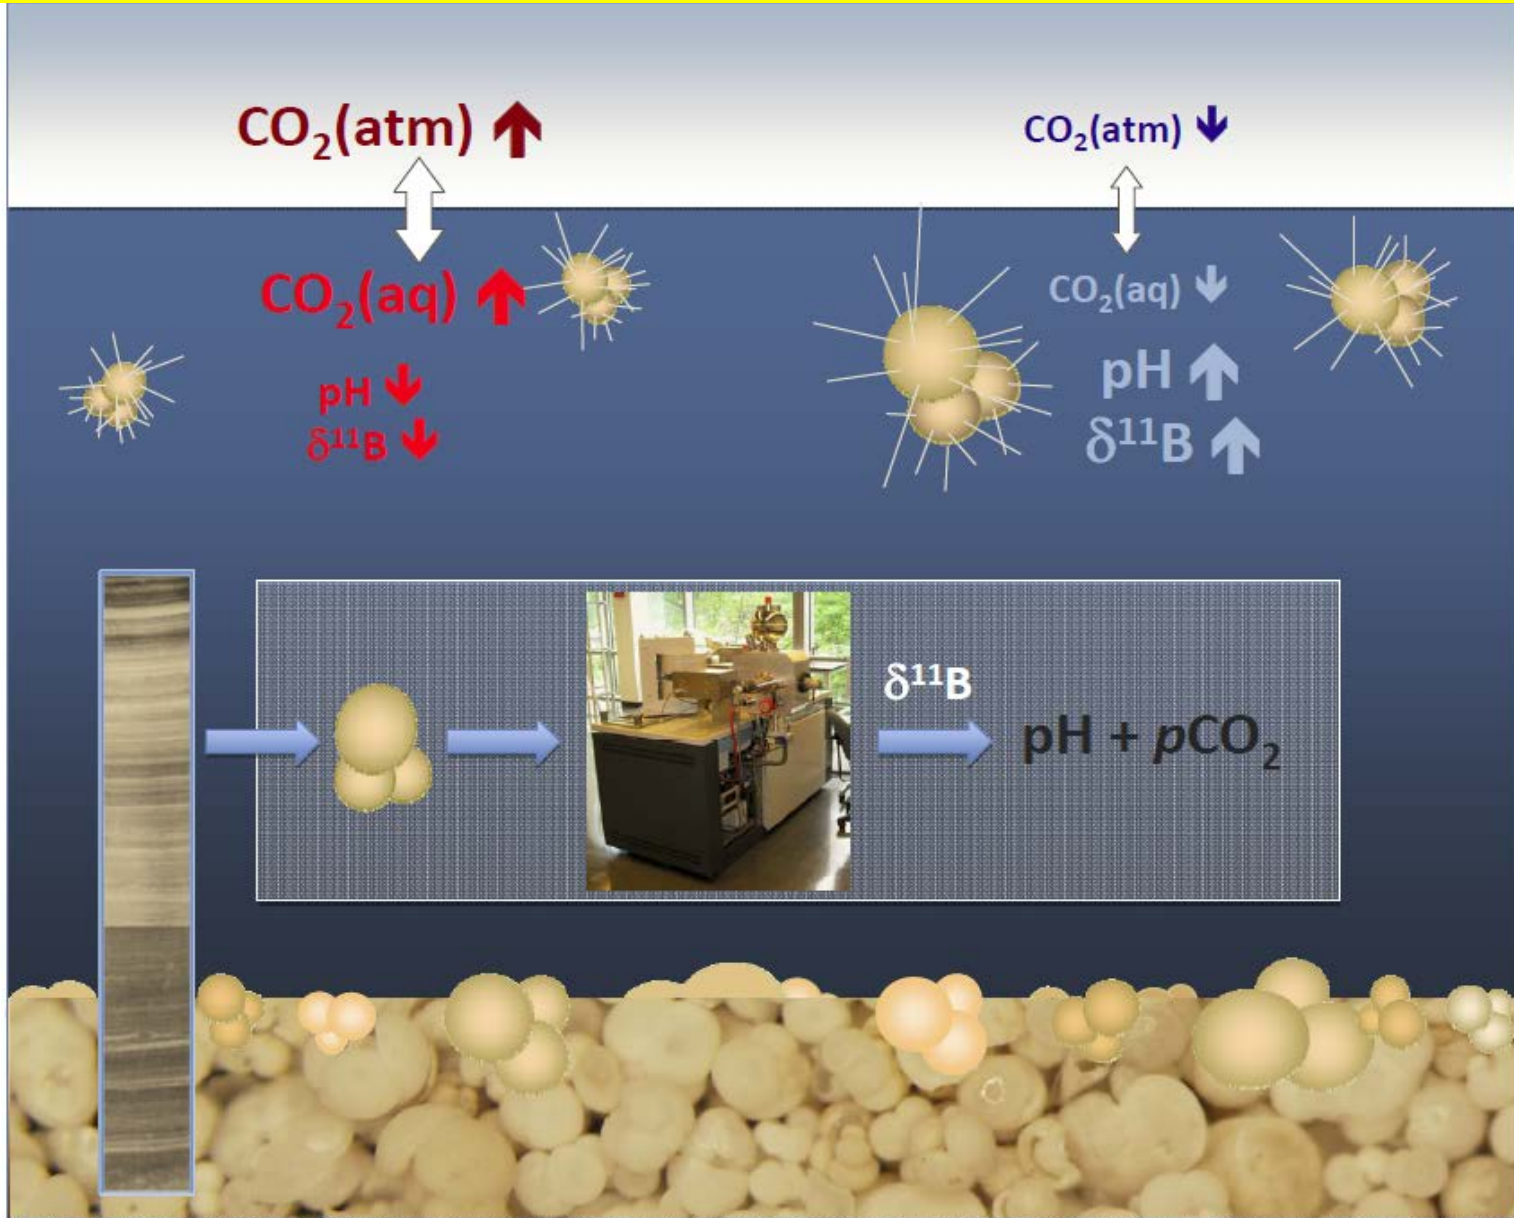 CO₂(atm) ↑
CO₂(atm) ↓
CO₂(aq) ↑
CO₂(aq) ↓
pH ↓
pH ↑
δ¹¹B ↓
δ¹¹B ↑
δ¹¹B
pH + pCO₂